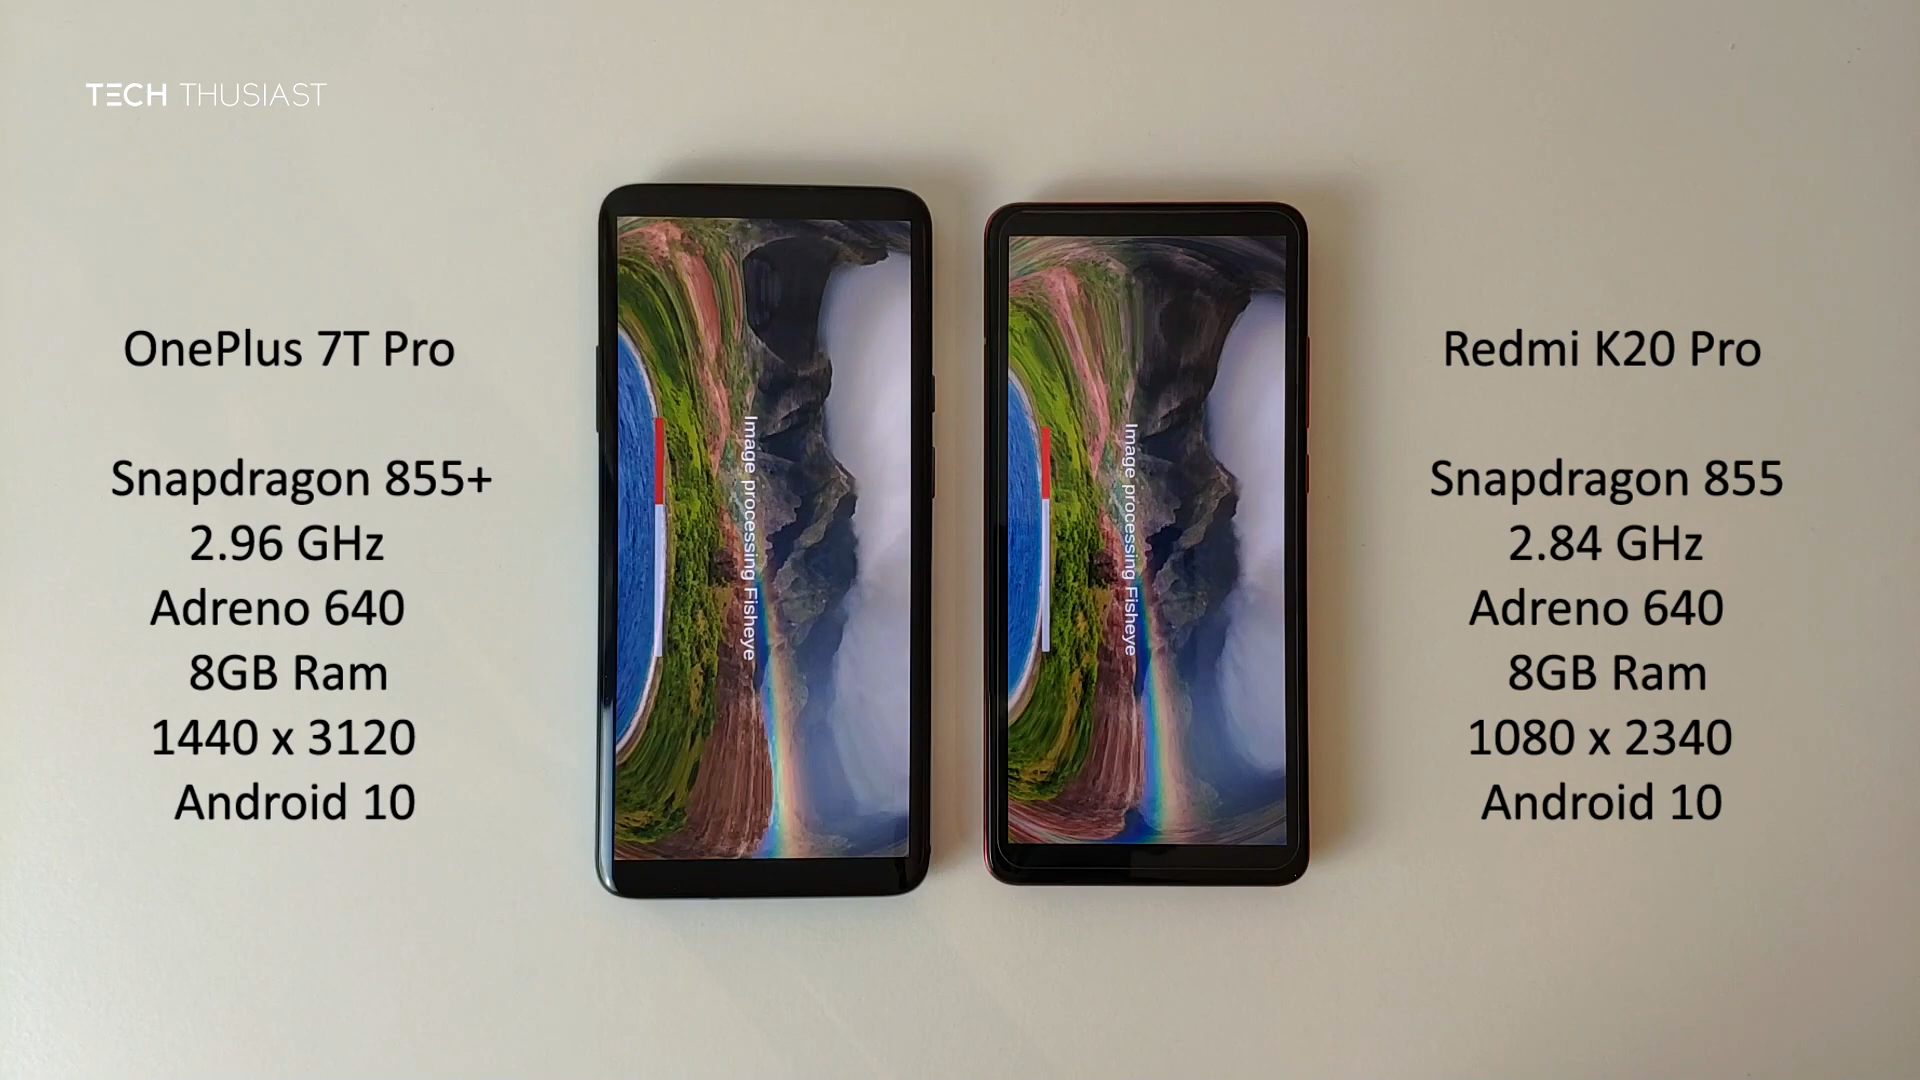 TECH THUSIAST
OnePlus 7T Pro
Snapdragon 855+
2.96 GHz
Adreno 640
8GB Ram
1440 x 3120
Android 10
Image processing Fisheye
Image processing Fisheye
Redmi K20 Pro
Snapdragon 855
2.84 GHz
Adreno 640
8GB Ram
1080 x 2340
Android 10